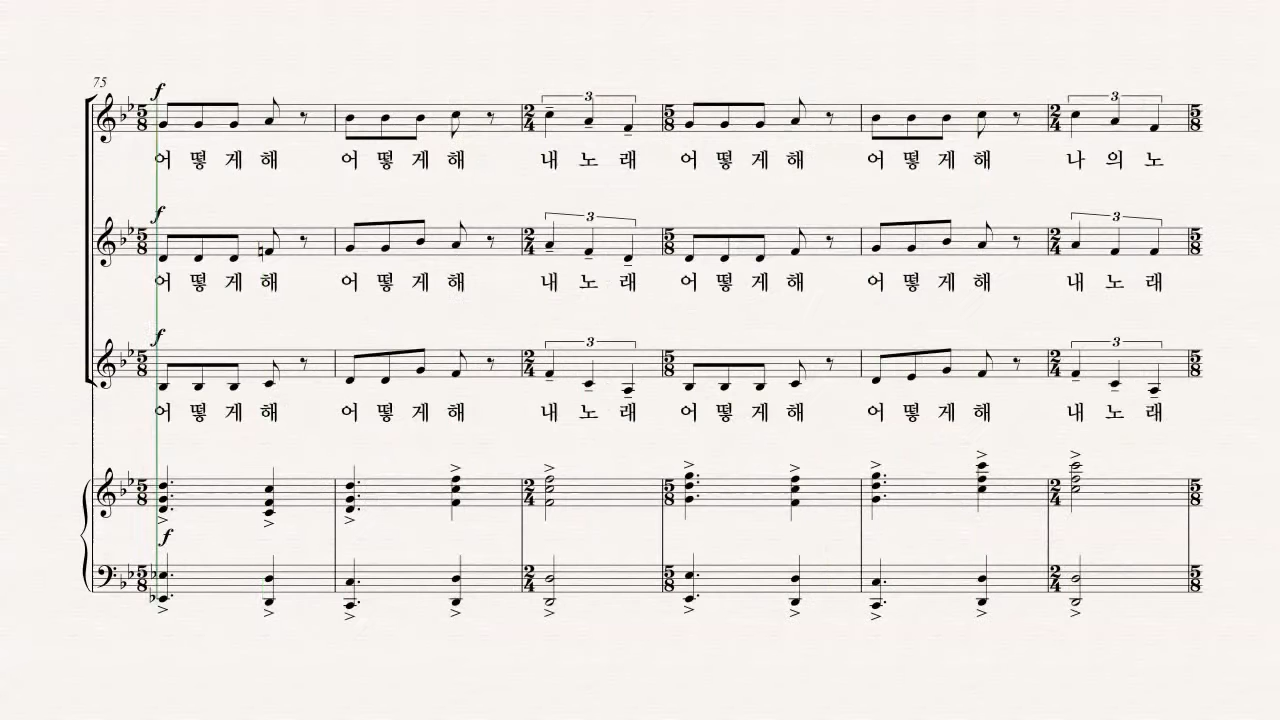 75
어 떻 게 해 어 떻 게 해 내 노 래 어 떻 게 해 어 떻 게 해 나 의 노
어 떻 게 해 어 떻 게 해 내 노 래 어 떻 게 해 어 떻 게 해 내 노 래
어 떻 게 해 어 떻 게 해 내 노 래 어 떻 게 해 어 떻 게 해 내 노 래